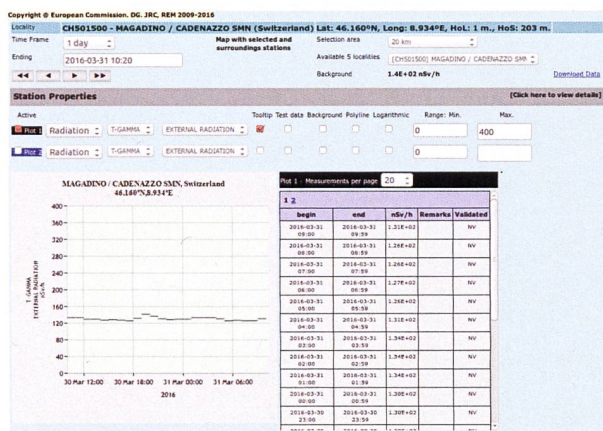 Copyright © European Commission. DG. JRC, REM 2009-2016
Locality CH501500 - MAGADINO / CADENAZZO SMN (Switzerland) Lat: 46.160ºN, Long: 8.934ºE, HoL: 1 m., HoS: 203 m.
Time Frame 1 day Map with selected and surroundings stations Selection area 20 km
Ending 2016-03-31 10:20 Available 5 localities [CH501500] MAGADINO / CADENAZZO SMN
Background 1.4E+02 nSv/h Download Data
Station Properties [Click here to view details]
Active Tooltip Test data Background Polyline Logarithmic Range: Min. Max.
Plot 1 Radiation T-GAMMA EXTERNAL RADIATION 0 400
Plot 2 Radiation T-GAMMA EXTERNAL RADIATION 0
MAGADINO / CADENAZZO SMN, Switzerland
46.160ºN,8.934ºE
400
360
320
280
240
200
160
120
80
40
0
T-GAMMA
EXTERNAL RADIATION
nSv/h
30 Mar 12:00 30 Mar 18:00 31 Mar 00:00 31 Mar 06:00
2016
Plot 1 - Measurements per page 20
1 2
begin end nSv/h Remarks Validated
2016-03-31 09:00 2016-03-31 09:59 1.31E+02 NV
2016-03-31 08:00 2016-03-31 08:59 1.26E+02 NV
2016-03-31 07:00 2016-03-31 07:59 1.26E+02 NV
2016-03-31 06:00 2016-03-31 06:59 1.27E+02 NV
2016-03-31 05:00 2016-03-31 05:59 1.26E+02 NV
2016-03-31 04:00 2016-03-31 04:59 1.31E+02 NV
2016-03-31 03:00 2016-03-31 03:59 1.34E+02 NV
2016-03-31 02:00 2016-03-31 02:59 1.34E+02 NV
2016-03-31 01:00 2016-03-31 01:59 1.34E+02 NV
2016-03-31 00:00 2016-03-31 00:59 1.30E+02 NV
2016-03-30 23:00 2016-03-30 23:59 1.30E+02 NV